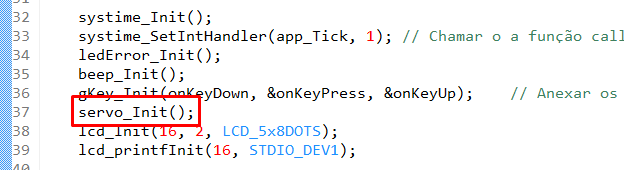 32 systime_Init();
33 systime_SetIntHandler(app_Tick, 1); // Chamar o a função call
34 ledError_Init();
35 beep_Init();
36 gKey_Init(onKeyDown, &onKeyPress, &onKeyUp); // Anexar os
37 servo_Init();
38 lcd_Init(16, 2, LCD_5x8DOTS);
39 lcd_printfInit(16, STDIO_DEV1);